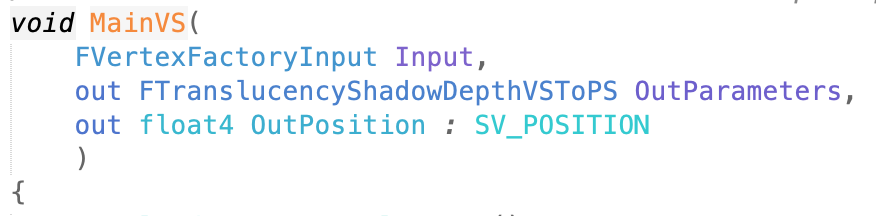 void MainVS(
FVertexFactoryInput Input,
out FTranslucencyShadowDepthVSToPS OutParameters,
out float4 OutPosition : SV_POSITION
)
{